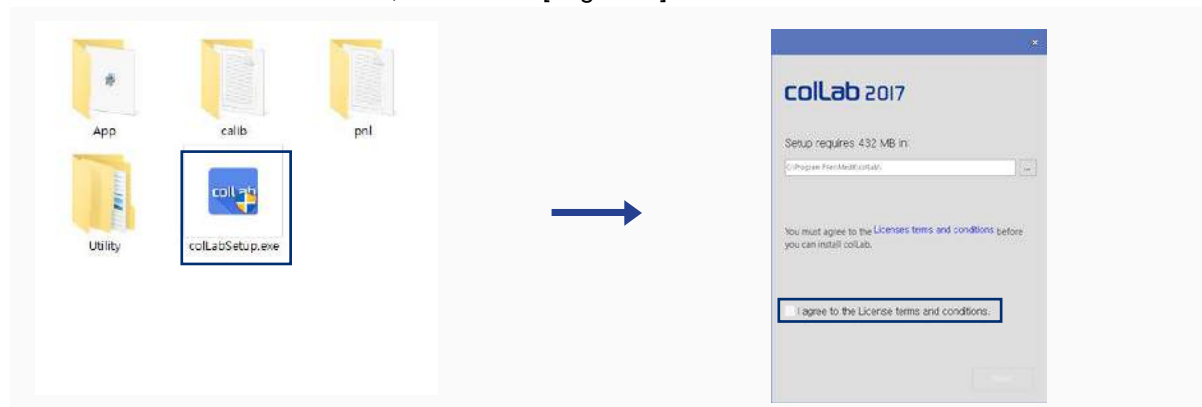 App
calib
pnl
Utility
colLab
colLabSetup.exe
colLab 2017
Setup requires 432 MB in:
...
You must agree to the Licenses terms and conditions before
you can install colLab.
I agree to the License terms and conditions.